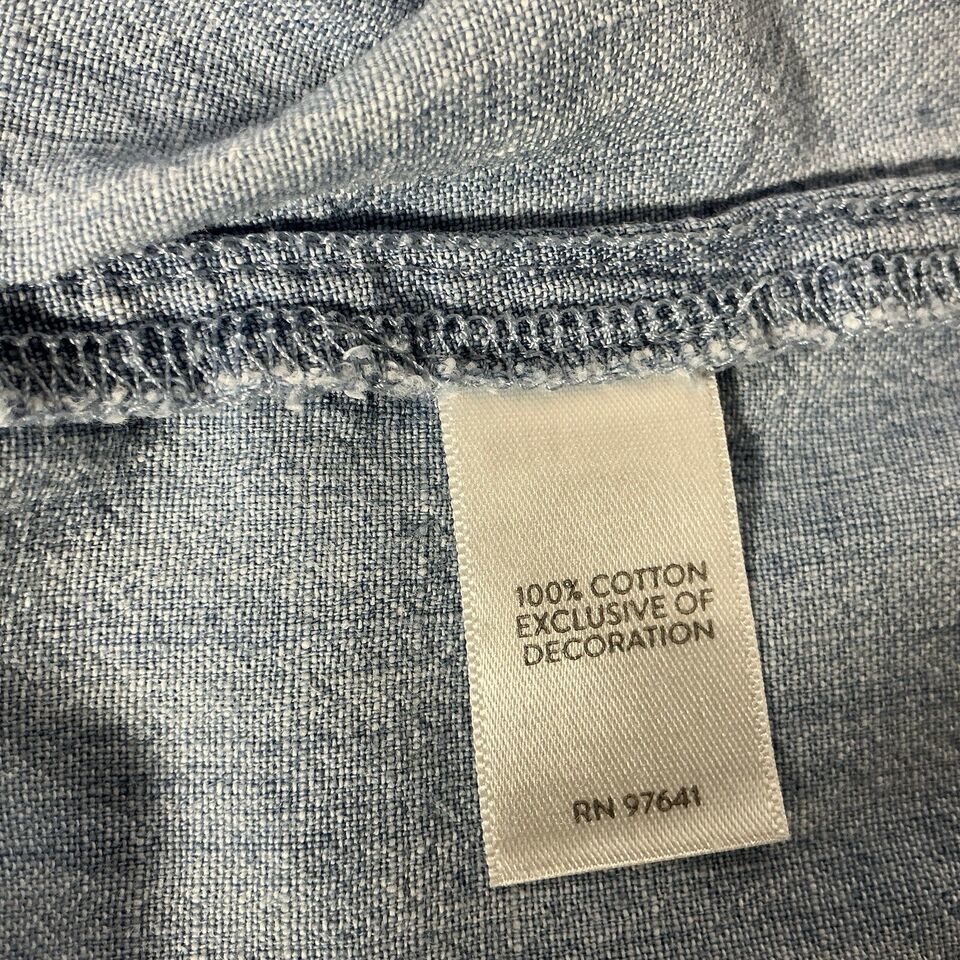 100% COTTON
EXCLUSIVE OF
DECORATION
RN 97641